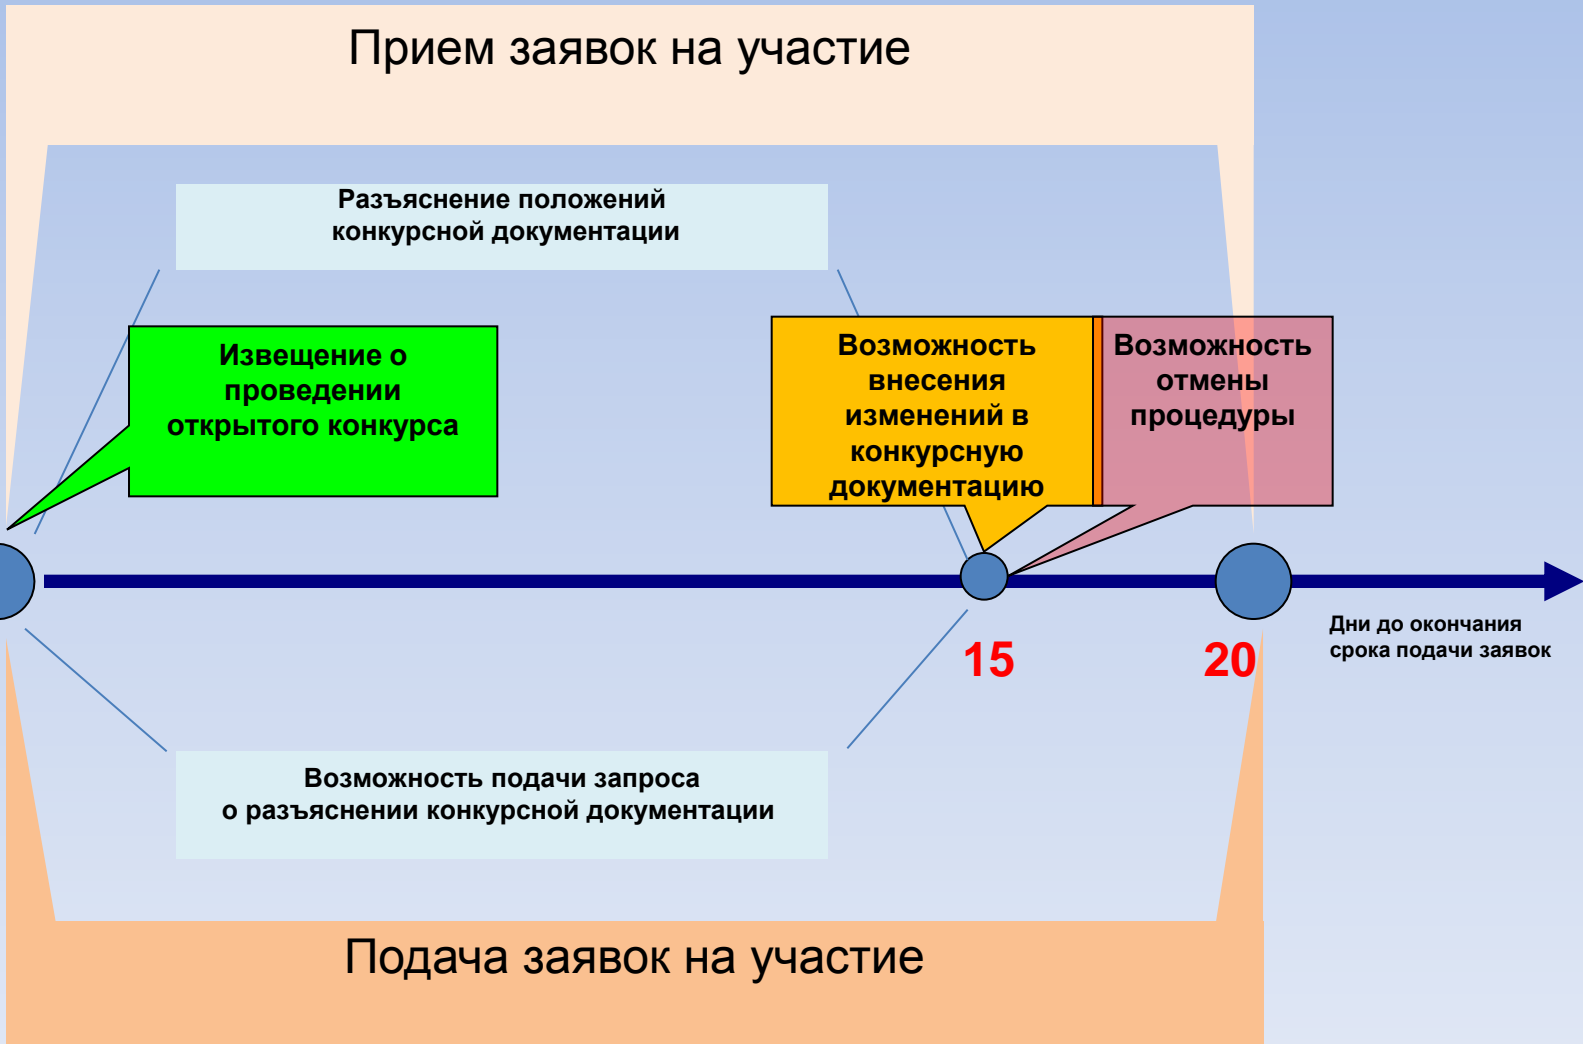 Прием заявок на участие
Разъяснение положений
конкурсной документации
Извещение о
проведении
открытого конкурса
Возможность
внесения
изменений в
конкурсную
документацию
Возможность
отмены
процедуры
15
20
Дни до окончания
срока подачи заявок
Возможность подачи запроса
о разъяснении конкурсной документации
Подача заявок на участие